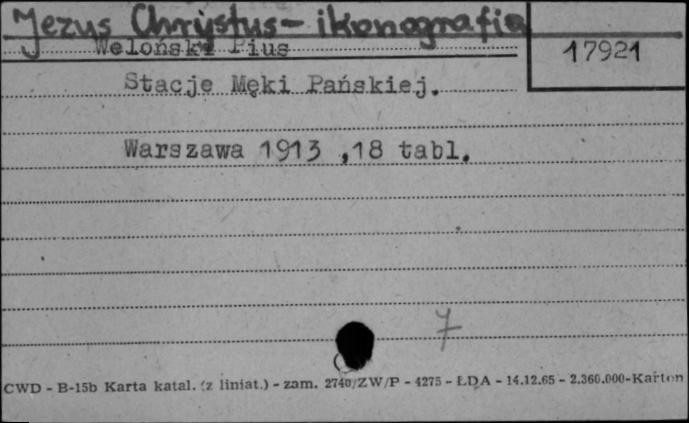 Jezus Chrystus - ikonografia
Weloński Pius
17921
Stacje Męki Pańskiej.
Warszawa 1913 ,18 tabl.
7
CWD - B-15b Karta katal. (z liniat.) - zam. 2740/ZW/P - 4275 - ŁDA - 14.12.65 - 2.360.000-Karton